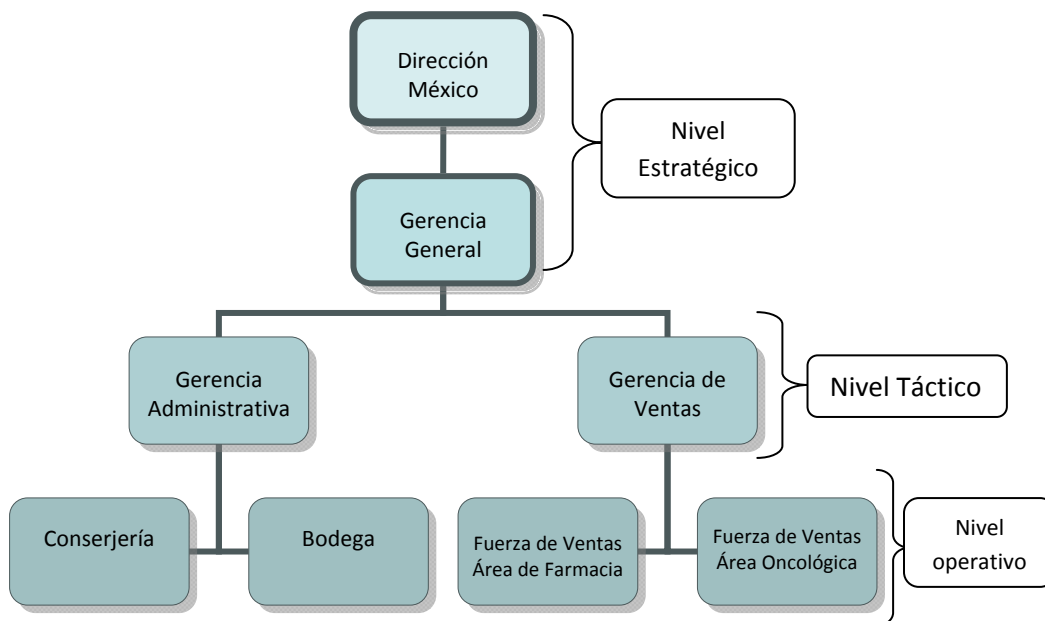 Dirección
México
Nivel
Estratégico
Gerencia
General
Gerencia
Administrativa
Gerencia de
Ventas
Nivel Táctico
Conserjería
Bodega
Fuerza de Ventas
Área de Farmacia
Fuerza de Ventas
Área Oncológica
Nivel
operativo